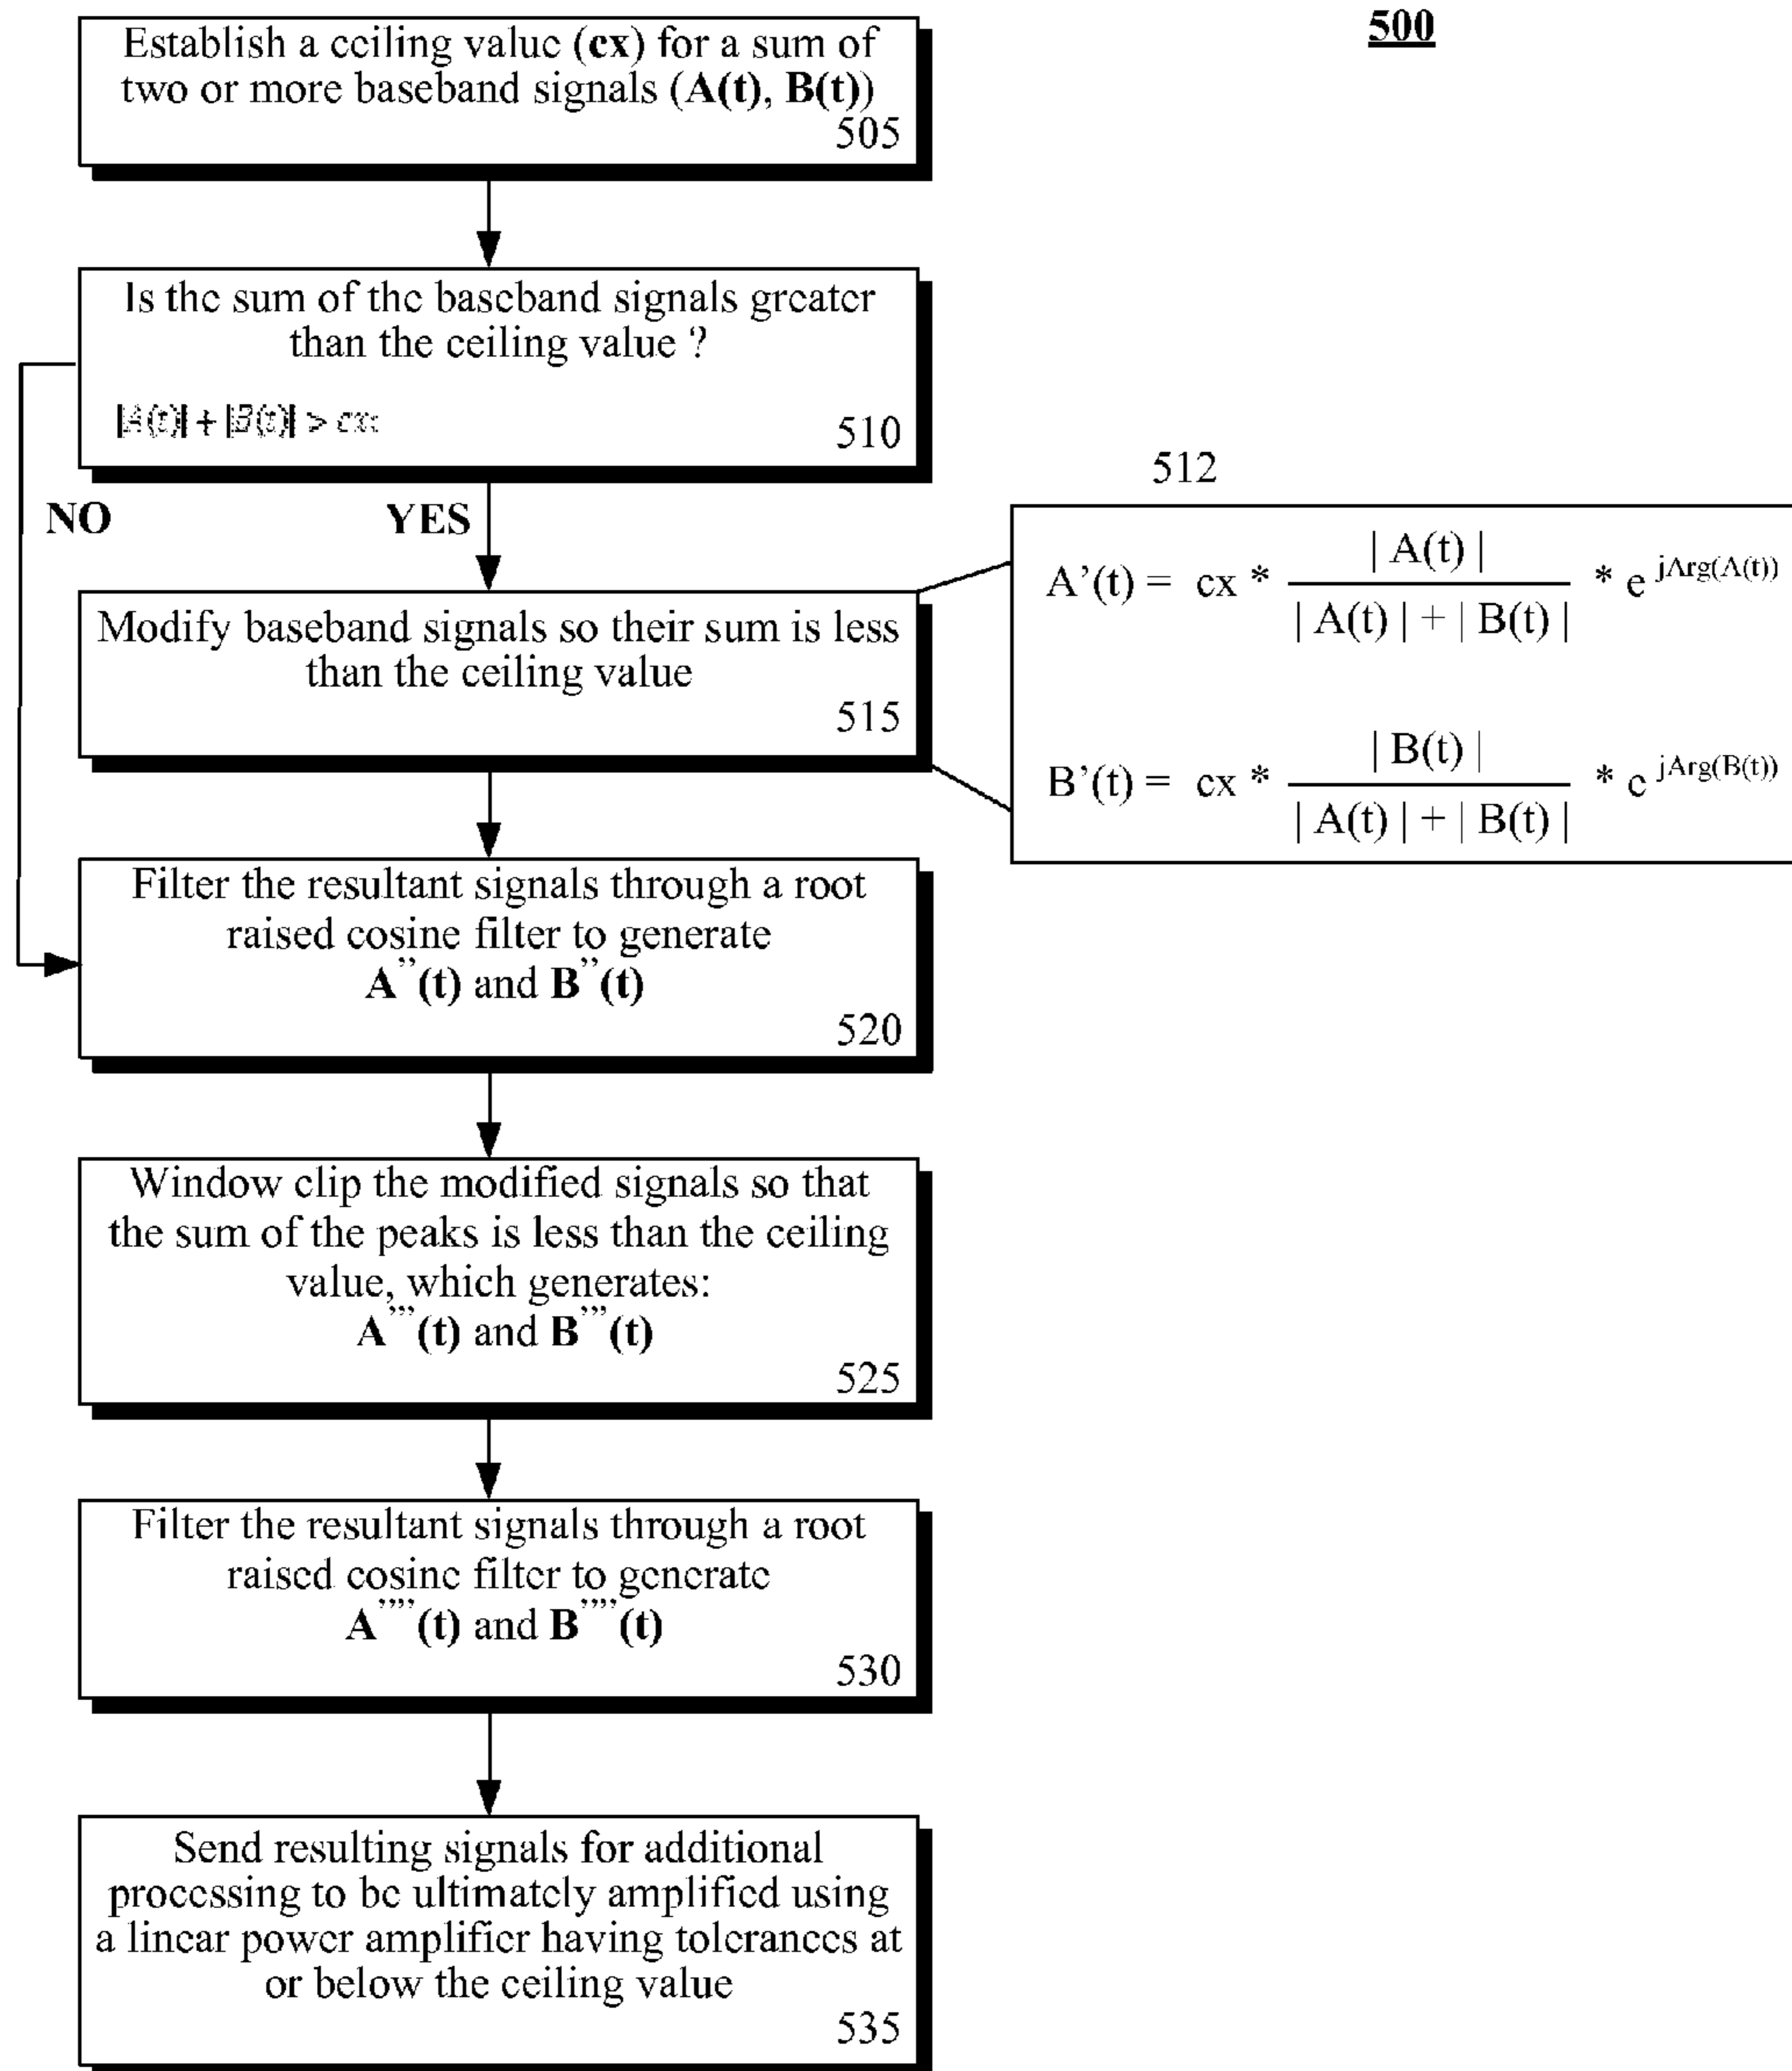 500
Establish a ceiling value (cx) for a sum of
two or more baseband signals (A(t), B(t))
505
Is the sum of the baseband signals greater
than the ceiling value ?
|A(t)| + |B(t)| > cx
510
NO
YES
512
A’(t) = cx * | A(t) | / | A(t) | + | B(t) | * e jArg(A(t))
B’(t) = cx * | B(t) | / | A(t) | + | B(t) | * e jArg(B(t))
Modify baseband signals so their sum is less
than the ceiling value
515
Filter the resultant signals through a root
raised cosine filter to generate
A’’(t) and B’’(t)
520
Window clip the modified signals so that
the sum of the peaks is less than the ceiling
value, which generates:
A’’’(t) and B’’’(t)
525
Filter the resultant signals through a root
raised cosine filter to generate
A’’’’(t) and B’’’’(t)
530
Send resulting signals for additional
processing to be ultimately amplified using
a linear power amplifier having tolerances at
or below the ceiling value
535